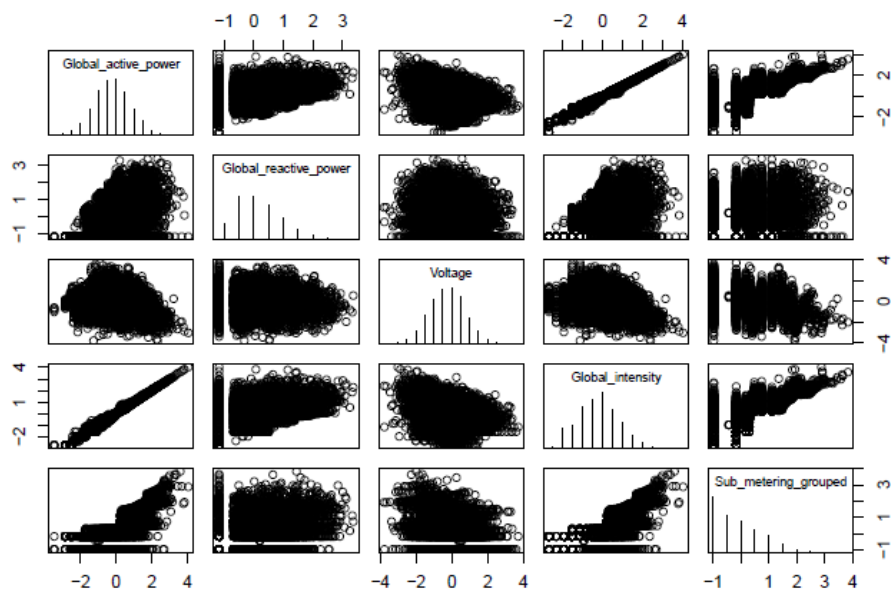 −1 0 1 2 3 −2 0 2 4
Global_active_power
2
−2
3
1
−1
Global_reactive_power
Voltage
4
0
−4
4
1
−2
Global_intensity
Sub_metering_grouped
3
1
−1
−2 0 2 4 −4 −2 0 2 4 −1 0 1 2 3 4